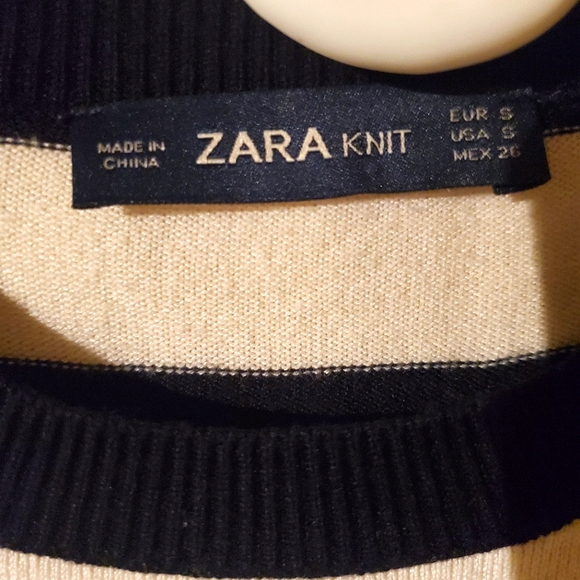 MADE IN
CHINA
ZARA KNIT
EUR S
USA S
MEX 26